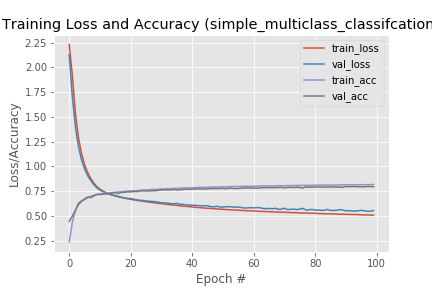 Training Loss and Accuracy (simple_multiclass_classifcation
2.25
2.00
1.75
1.50
1.25
1.00
0.75
0.50
0.25
Loss/Accuracy
train_loss
val_loss
train_acc
val_acc
0 20 40 60 80 100
Epoch #